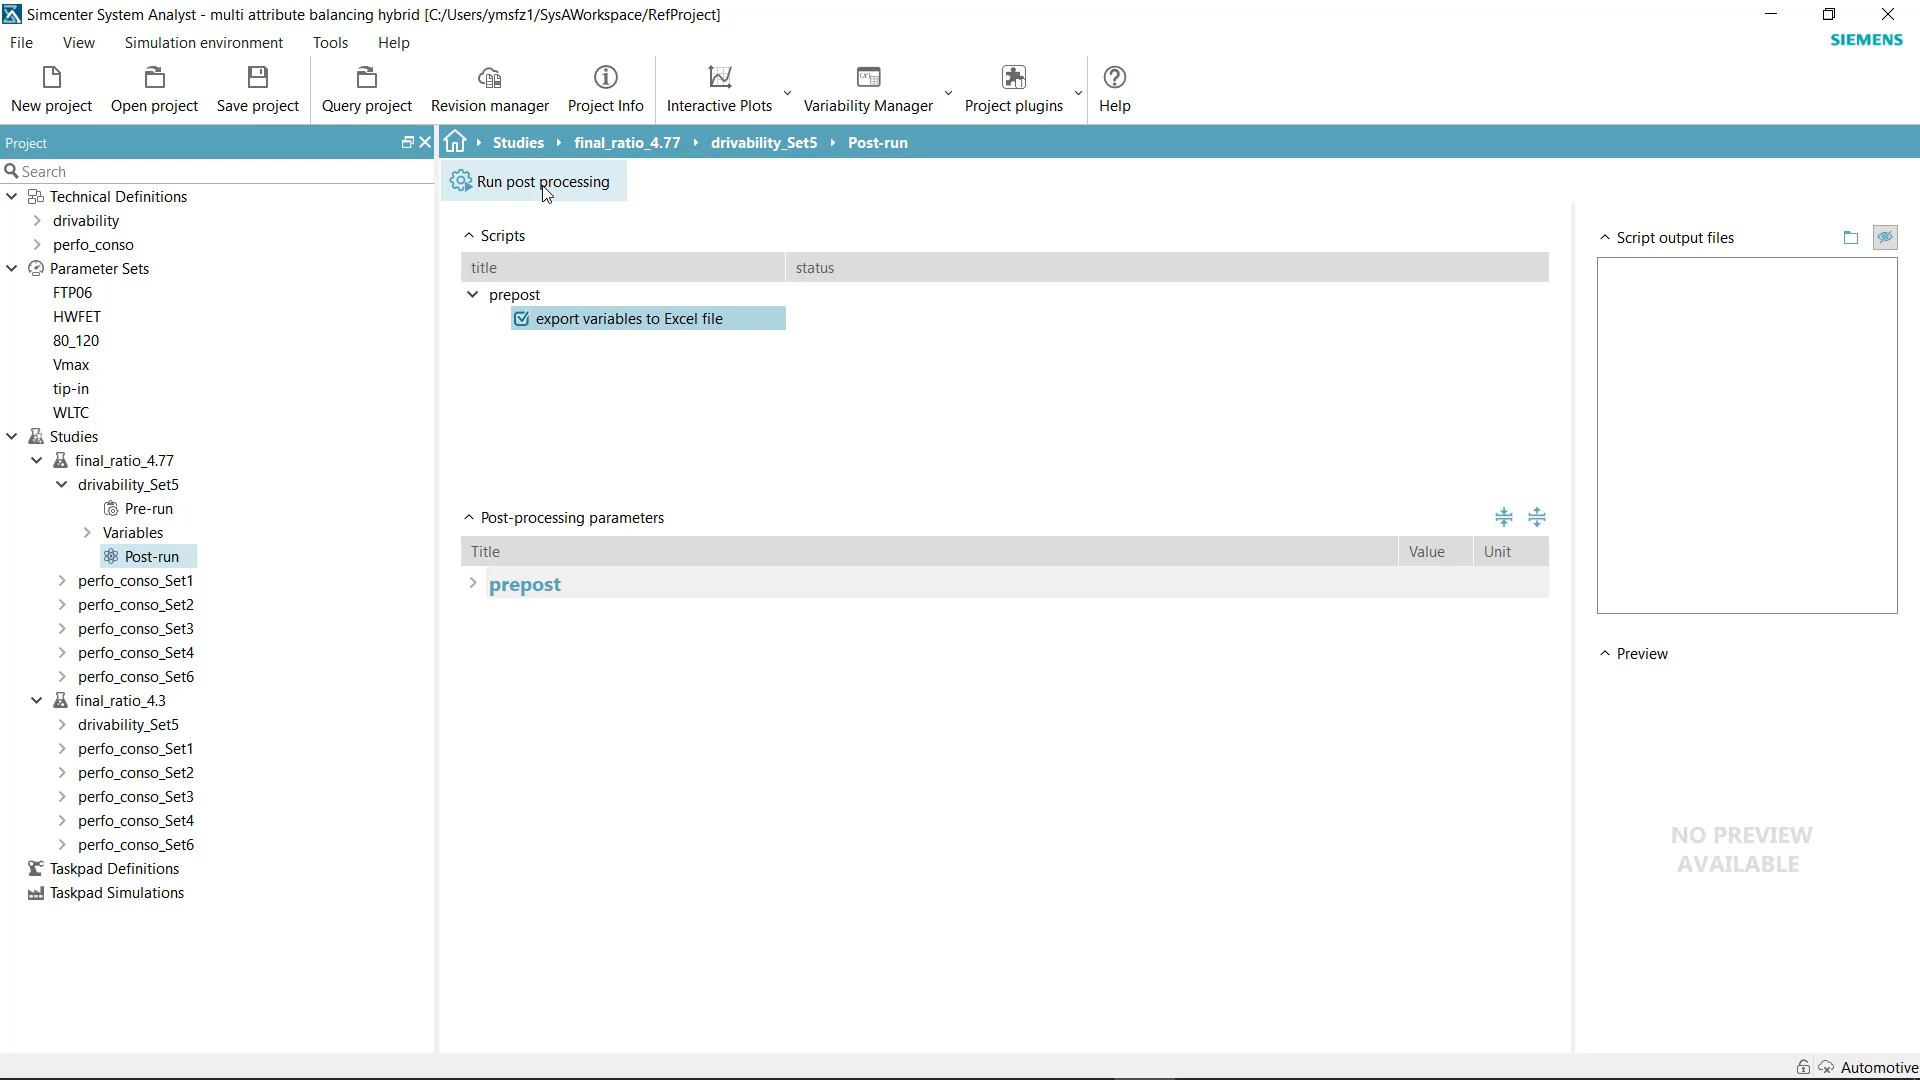 Simcenter System Analyst - multi attribute balancing hybrid [C:/Users/ymsfz1/SysAWorkspace/RefProject]
File View Simulation environment Tools Help
SIEMENS
New project Open project Save project Query project Revision manager Project Info Interactive Plots Variability Manager Project plugins Help
Project
Studies final_ratio_4.77 drivability_Set5 Post-run
Search
Run post processing
Technical Definitions
drivability
perfo_conso
Parameter Sets
FTP06
HWFET
80_120
Vmax
tip-in
WLTC
Studies
final_ratio_4.77
drivability_Set5
Pre-run
Variables
Post-run
perfo_conso_Set1
perfo_conso_Set2
perfo_conso_Set3
perfo_conso_Set4
perfo_conso_Set6
final_ratio_4.3
drivability_Set5
perfo_conso_Set1
perfo_conso_Set2
perfo_conso_Set3
perfo_conso_Set4
perfo_conso_Set6
Taskpad Definitions
Taskpad Simulations
Scripts
title status
prepost
export variables to Excel file
Post-processing parameters
Title Value Unit
prepost
Script output files
Preview
NO PREVIEW
AVAILABLE
Automotive